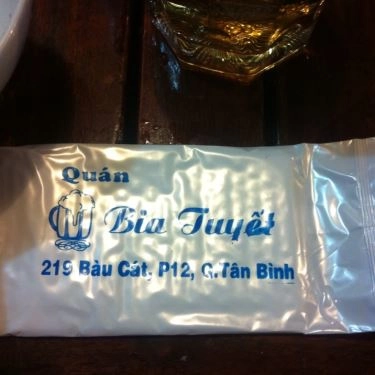 Quán
Bia Tuyết
219 Bàu Cát, P12, Q.Tân Bình